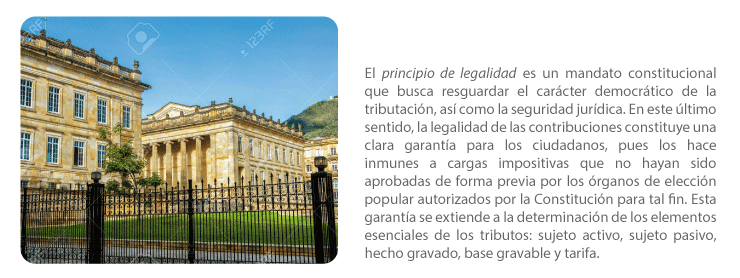 123RF
123RF
El principio de legalidad es un mandato constitucional
que busca resguardar el carácter democrático de la
tributación, así como la seguridad jurídica. En este último
sentido, la legalidad de las contribuciones constituye una
clara garantía para los ciudadanos, pues los hace
inmunes a cargas impositivas que no hayan sido
aprobadas de forma previa por los órganos de elección
popular autorizados por la Constitución para tal fin. Esta
garantía se extiende a la determinación de los elementos
esenciales de los tributos: sujeto activo, sujeto pasivo,
hecho gravado, base gravable y tarifa.